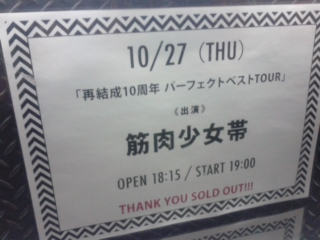 10/27 (THU)
「再結成10周年 パーフェクトベストTOUR」
《出演》
筋肉少女帯
OPEN 18:15 / START 19:00
THANK YOU SOLD OUT!!!